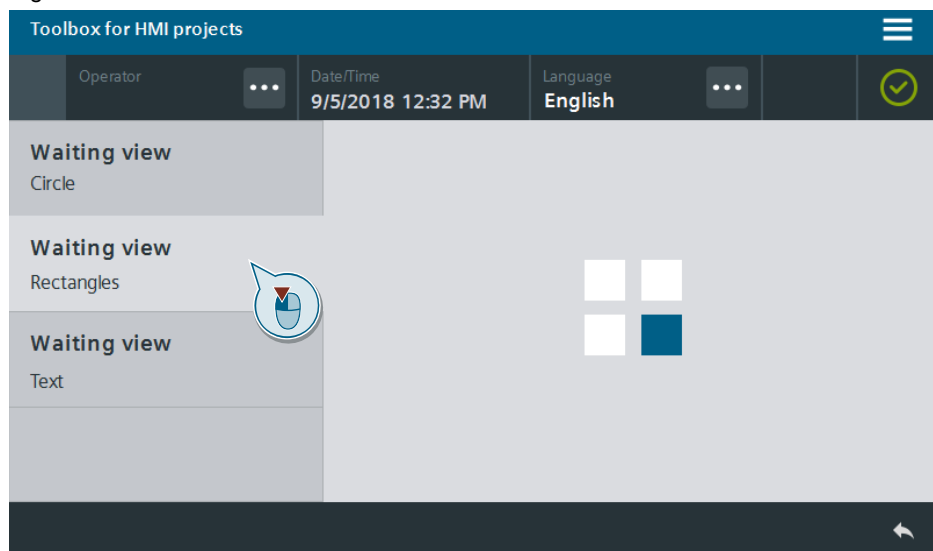 Toolbox for HMI projects
Operator
Date/Time
9/5/2018 12:32 PM
Language
English
Waiting view
Circle
Waiting view
Rectangles
Waiting view
Text